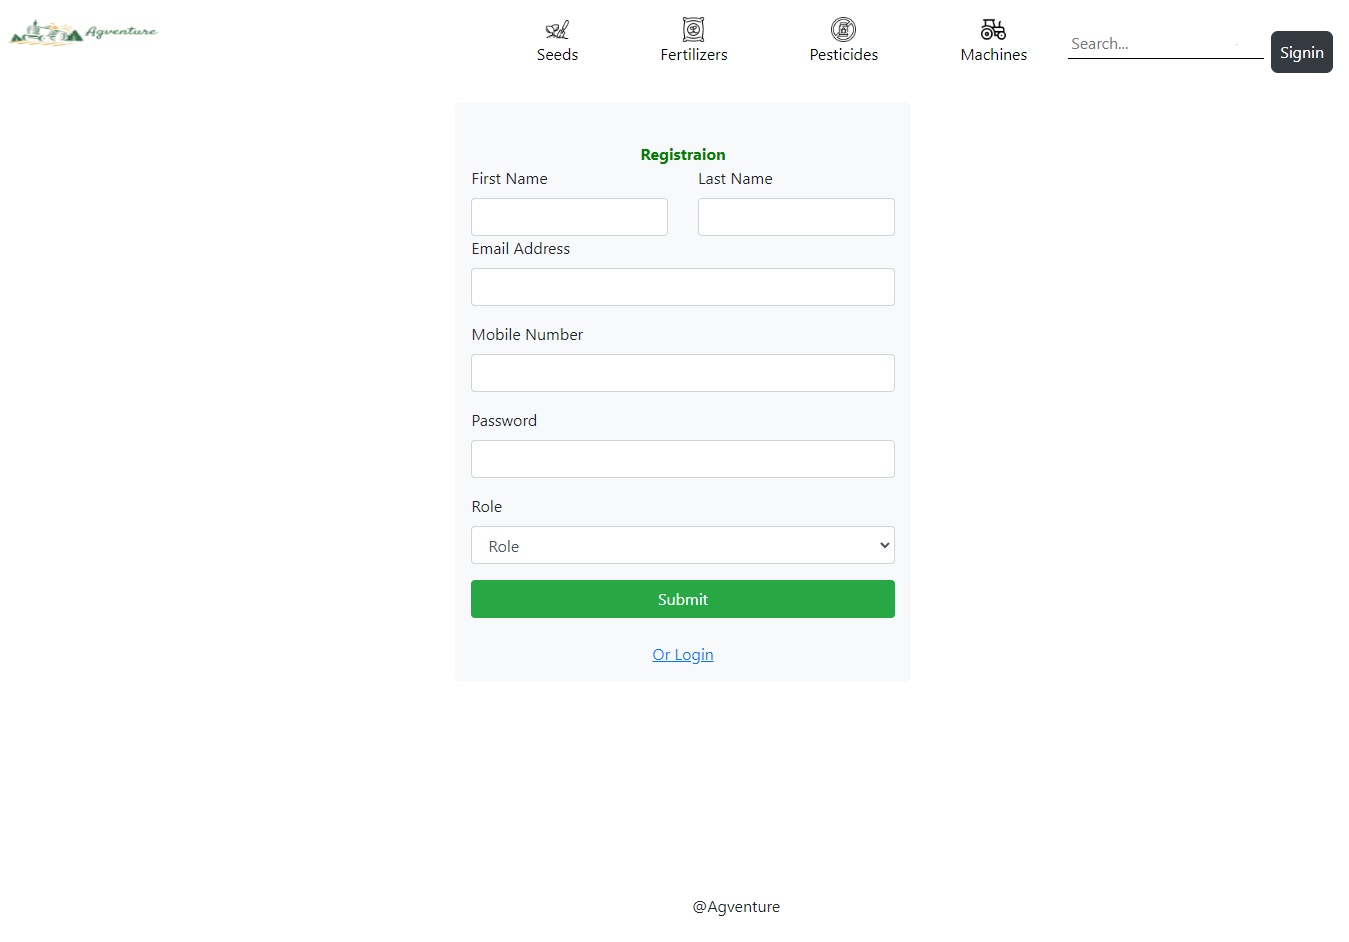 Agventure
Seeds
Fertilizers
Pesticides
Machines
Search...
Signin
Registraion
First Name
Last Name
Email Address
Mobile Number
Password
Role
Role
Submit
Or Login
@Agventure